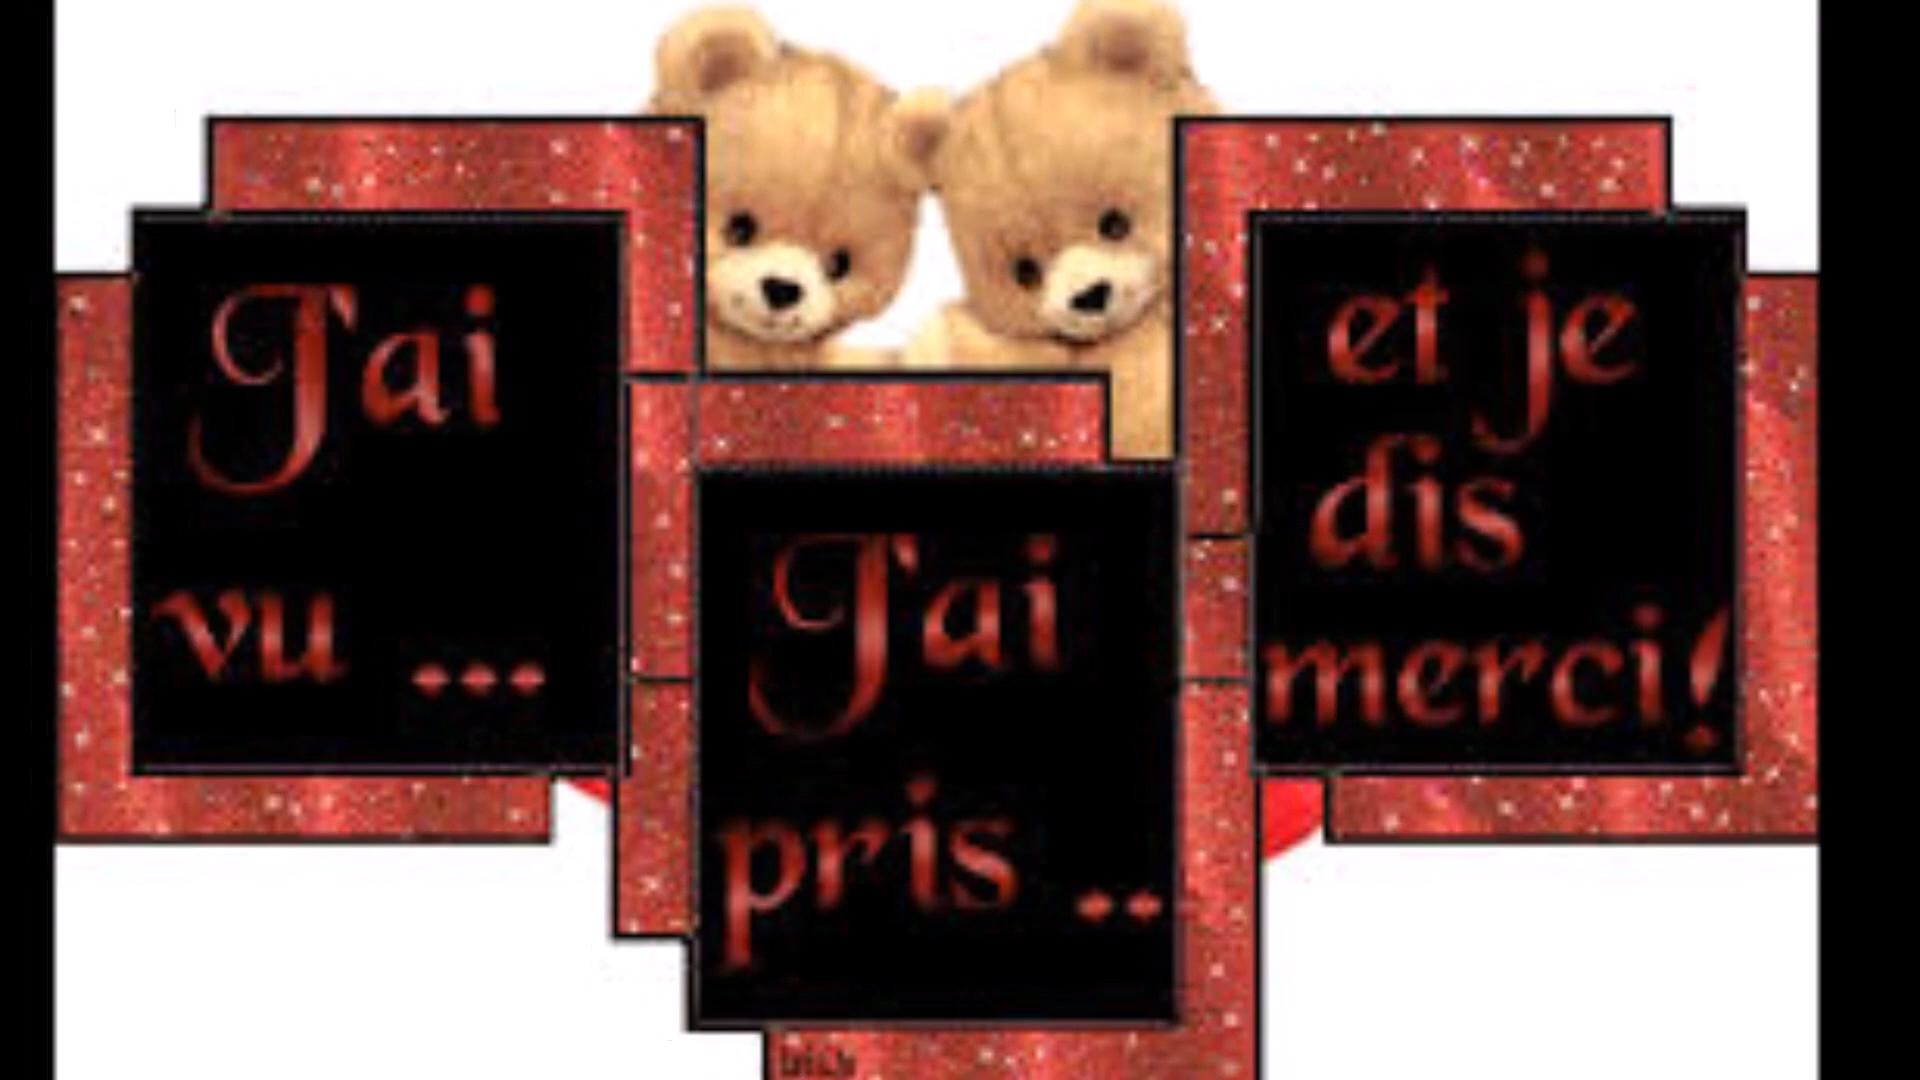 J'ai
vu ...
J'ai
pris ..
et je
dis
merci!